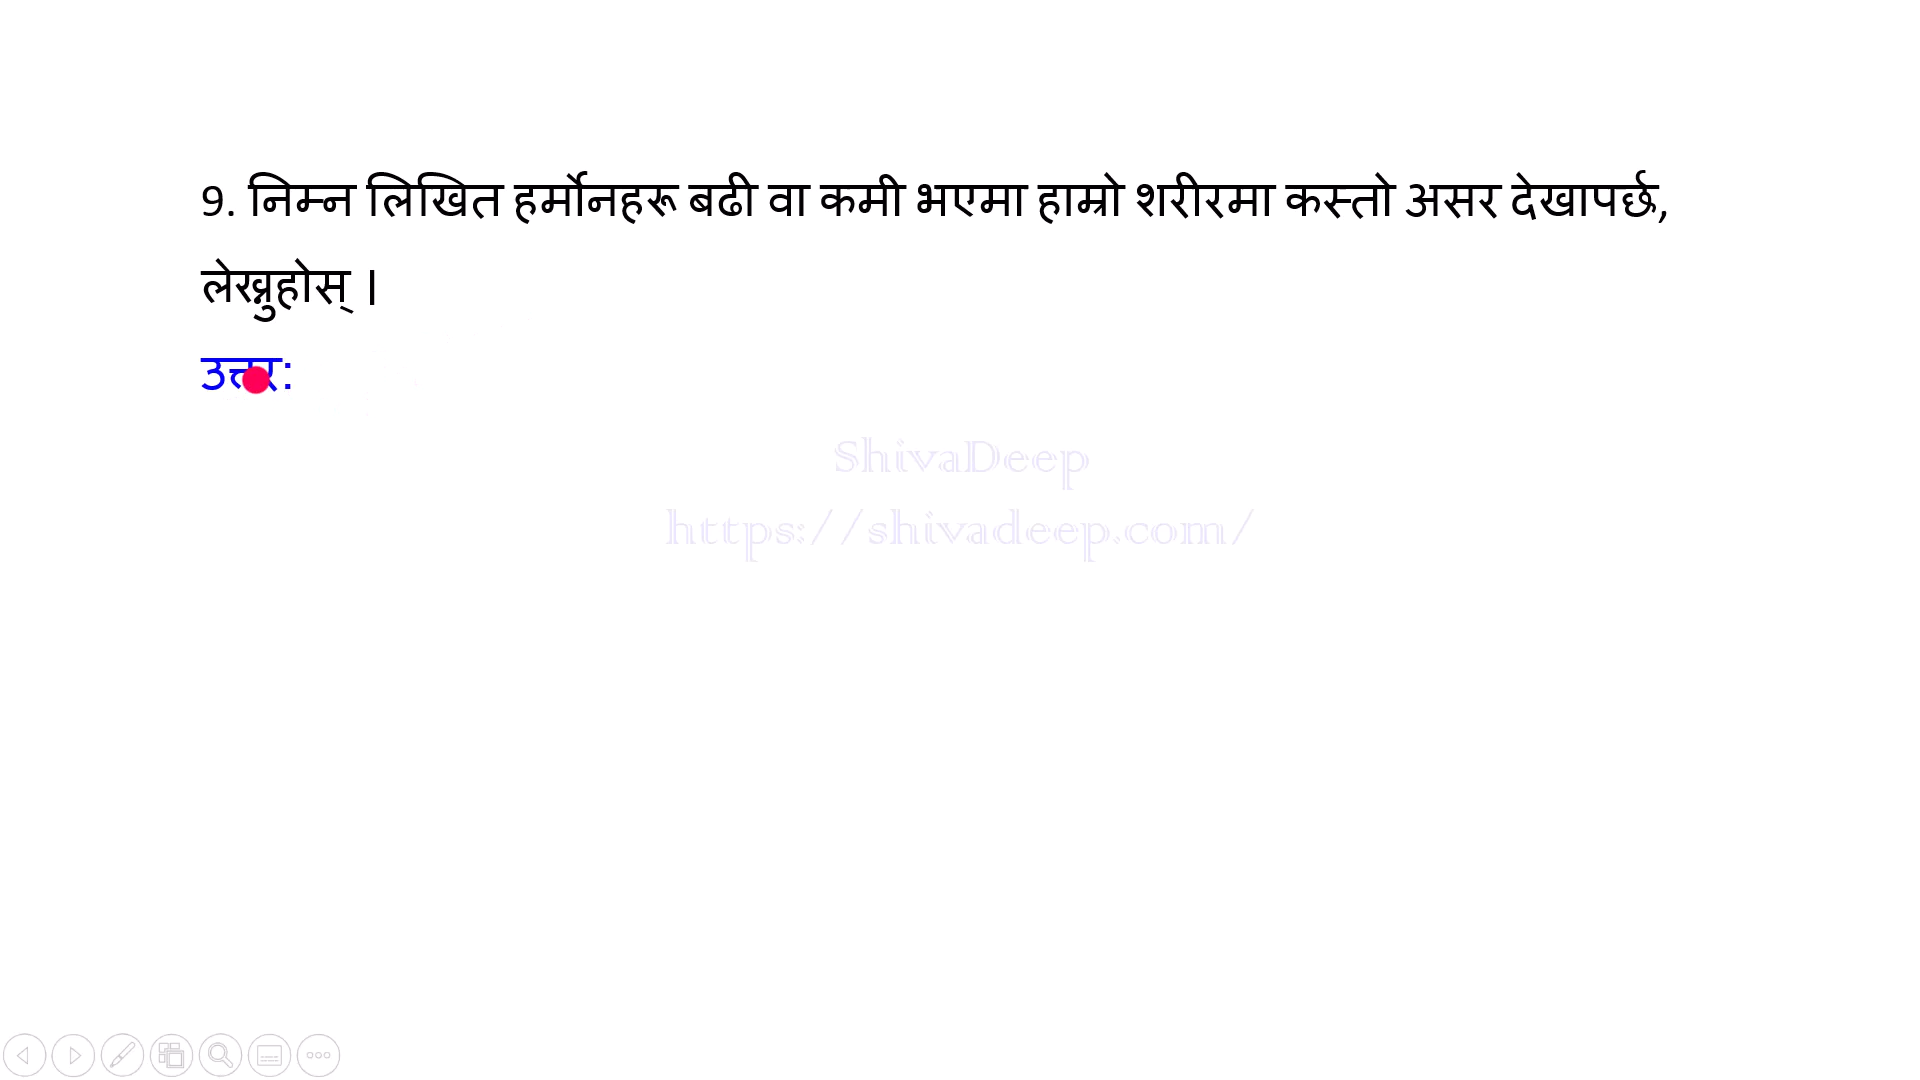 9. निम्न लिखित हर्मोनहरू बढी वा कमी भएमा हाम्रो शरीरमा कस्तो असर देखापर्छ,
लेख्नुहोस् ।
उत्तर:
ShivaDeep
https://shivadeep.com/